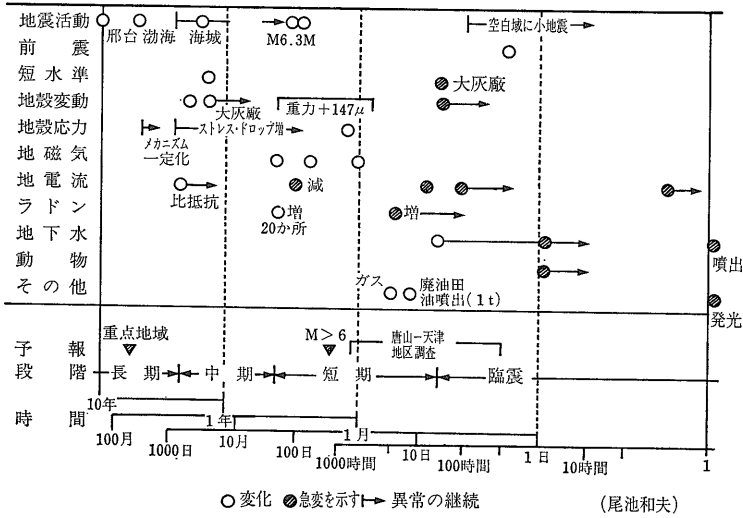 地震活動
邢台 渤海 海城 M6.3M 空白域に小地震
前震
短水準 大灰廠
地殻変動 大灰廠 重力+147μ
地殻応力 メカニズム一定化 ストレス・ドロップ増
地磁気
地電流 比抵抗 減
ラドン 増 20か所 増
地下水 噴出
動物
その他 ガス 廃油田 油噴出(1t) 発光
予報 重点地域 M>6 唐山−天津 地区調査
段階 長期 中期 短期 臨震
10年 1年 1月 1日
時間
100月 10月
1000日 100日 10日
1000時間 100時間 10時間 1
○変化 急変を示す 異常の継続 (尾池和夫)